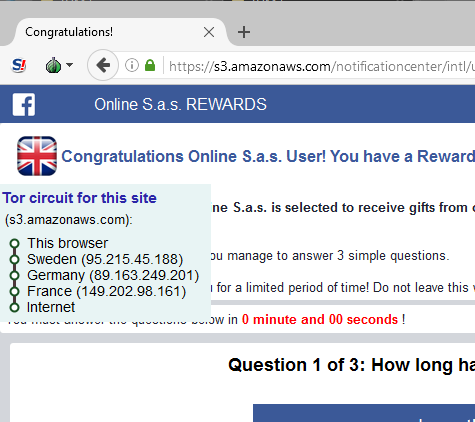 Congratulations!
https://s3.amazonaws.com/notificationcenter/intl/
Online S.a.s. REWARDS
Congratulations Online S.a.s. User! You have a Reward
Tor circuit for this site
(s3.amazonaws.com):
ne S.a.s. is selected to receive gifts from
This browser
Sweden (95.215.45.188)
ou manage to answer 3 simple questions.
Germany (89.163.249.201)
France (149.202.98.161)
for a limited period of time! Do not leave this
Internet
You must answer the questions below in 0 minute and 00 seconds !
Question 1 of 3: How long ha